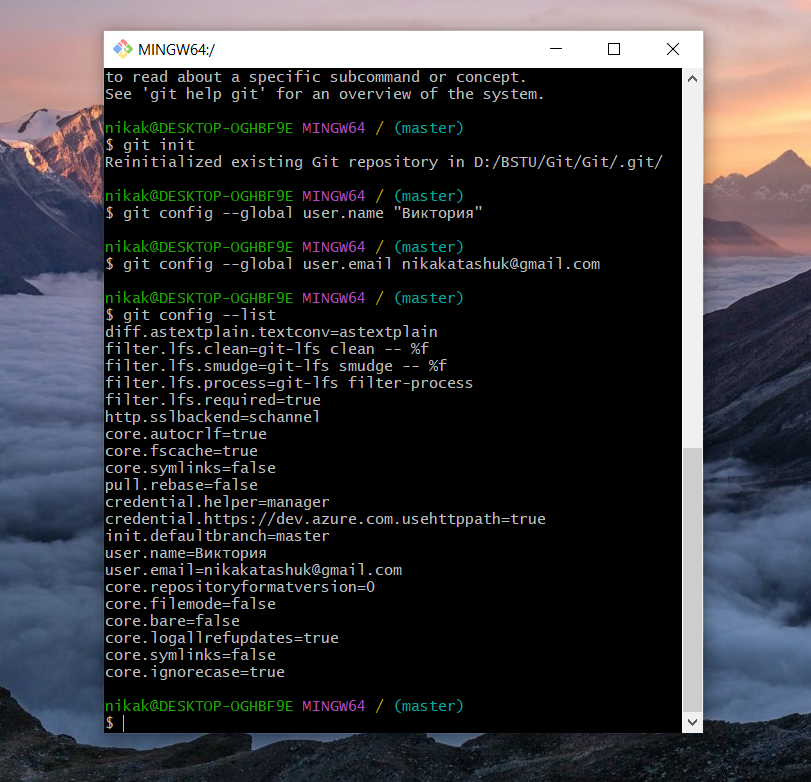 MINGW64:/
to read about a specific subcommand or concept.
See 'git help git' for an overview of the system.
nikak@DESKTOP-OGHBF9E MINGW64 / (master)
$ git init
Reinitialized existing Git repository in D:/BSTU/Git/Git/.git/
nikak@DESKTOP-OGHBF9E MINGW64 / (master)
$ git config --global user.name "Виктория"
nikak@DESKTOP-OGHBF9E MINGW64 / (master)
$ git config --global user.email nikakatashuk@gmail.com
nikak@DESKTOP-OGHBF9E MINGW64 / (master)
$ git config --list
diff.astextplain.textconv=astextplain
filter.lfs.clean=git-lfs clean -- %f
filter.lfs.smudge=git-lfs smudge -- %f
filter.lfs.process=git-lfs filter-process
filter.lfs.required=true
http.sslbackend=schannel
core.autocrlf=true
core.fscache=true
core.symlinks=false
pull.rebase=false
credential.helper=manager
credential.https://dev.azure.com.usehttppath=true
init.defaultbranch=master
user.name=Виктория
user.email=nikakatashuk@gmail.com
core.repositoryformatversion=0
core.filemode=false
core.bare=false
core.logallrefupdates=true
core.symlinks=false
core.ignorecase=true
nikak@DESKTOP-OGHBF9E MINGW64 / (master)
$